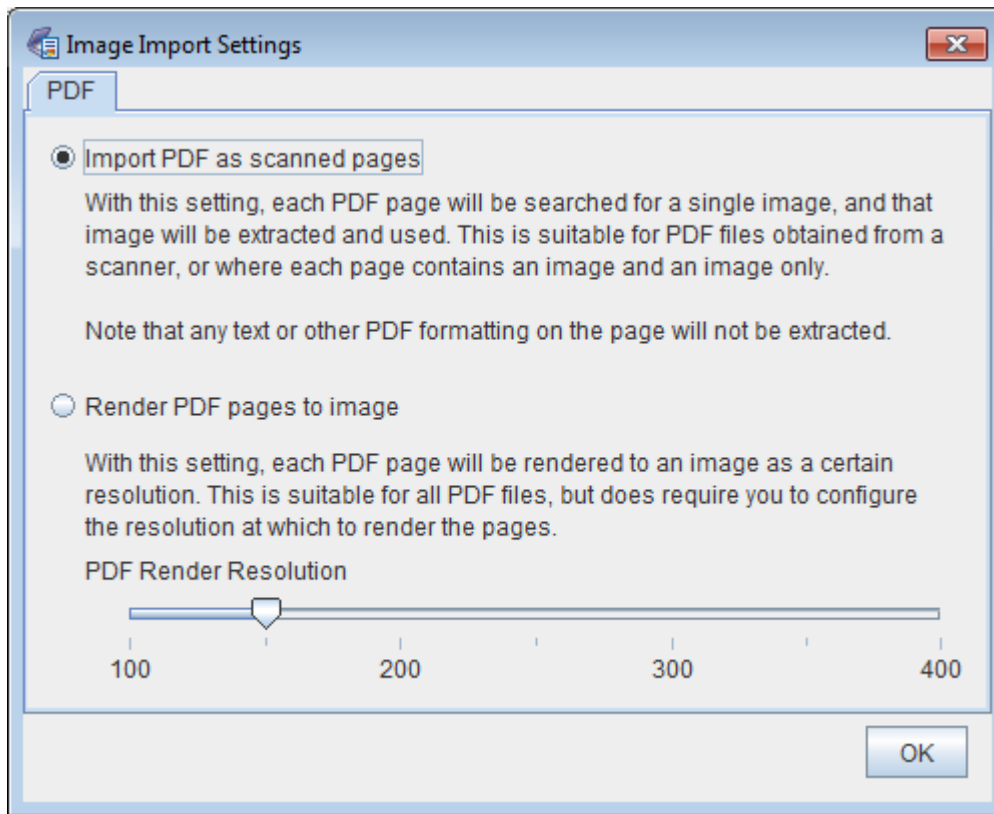 Image Import Settings
PDF
Import PDF as scanned pages
With this setting, each PDF page will be searched for a single image, and that
image will be extracted and used. This is suitable for PDF files obtained from a
scanner, or where each page contains an image and an image only.
Note that any text or other PDF formatting on the page will not be extracted.
Render PDF pages to image
With this setting, each PDF page will be rendered to an image as a certain
resolution. This is suitable for all PDF files, but does require you to configure
the resolution at which to render the pages.
PDF Render Resolution
100 200 300 400
OK